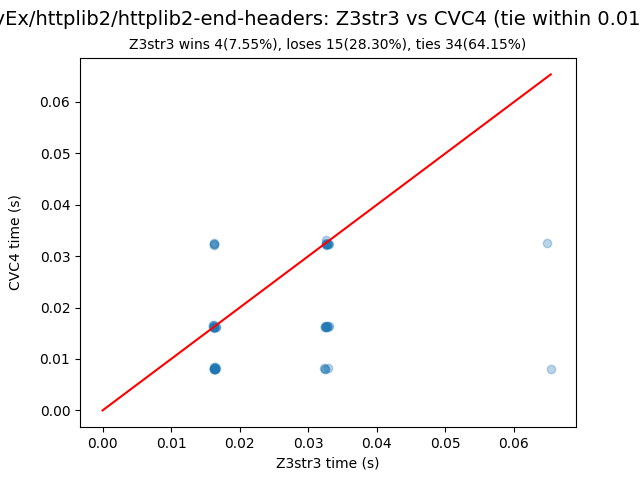 /httplib2/httplib2-end-headers: Z3str3 vs CVC4 (tie within 0.01
Z3str3 wins 4(7.55%), loses 15(28.30%), ties 34(64.15%)
0.06
0.05
0.04
0.03
0.02
0.01
0.00
CVC4 time (s)
0.00 0.01 0.02 0.03 0.04 0.05 0.06
Z3str3 time (s)